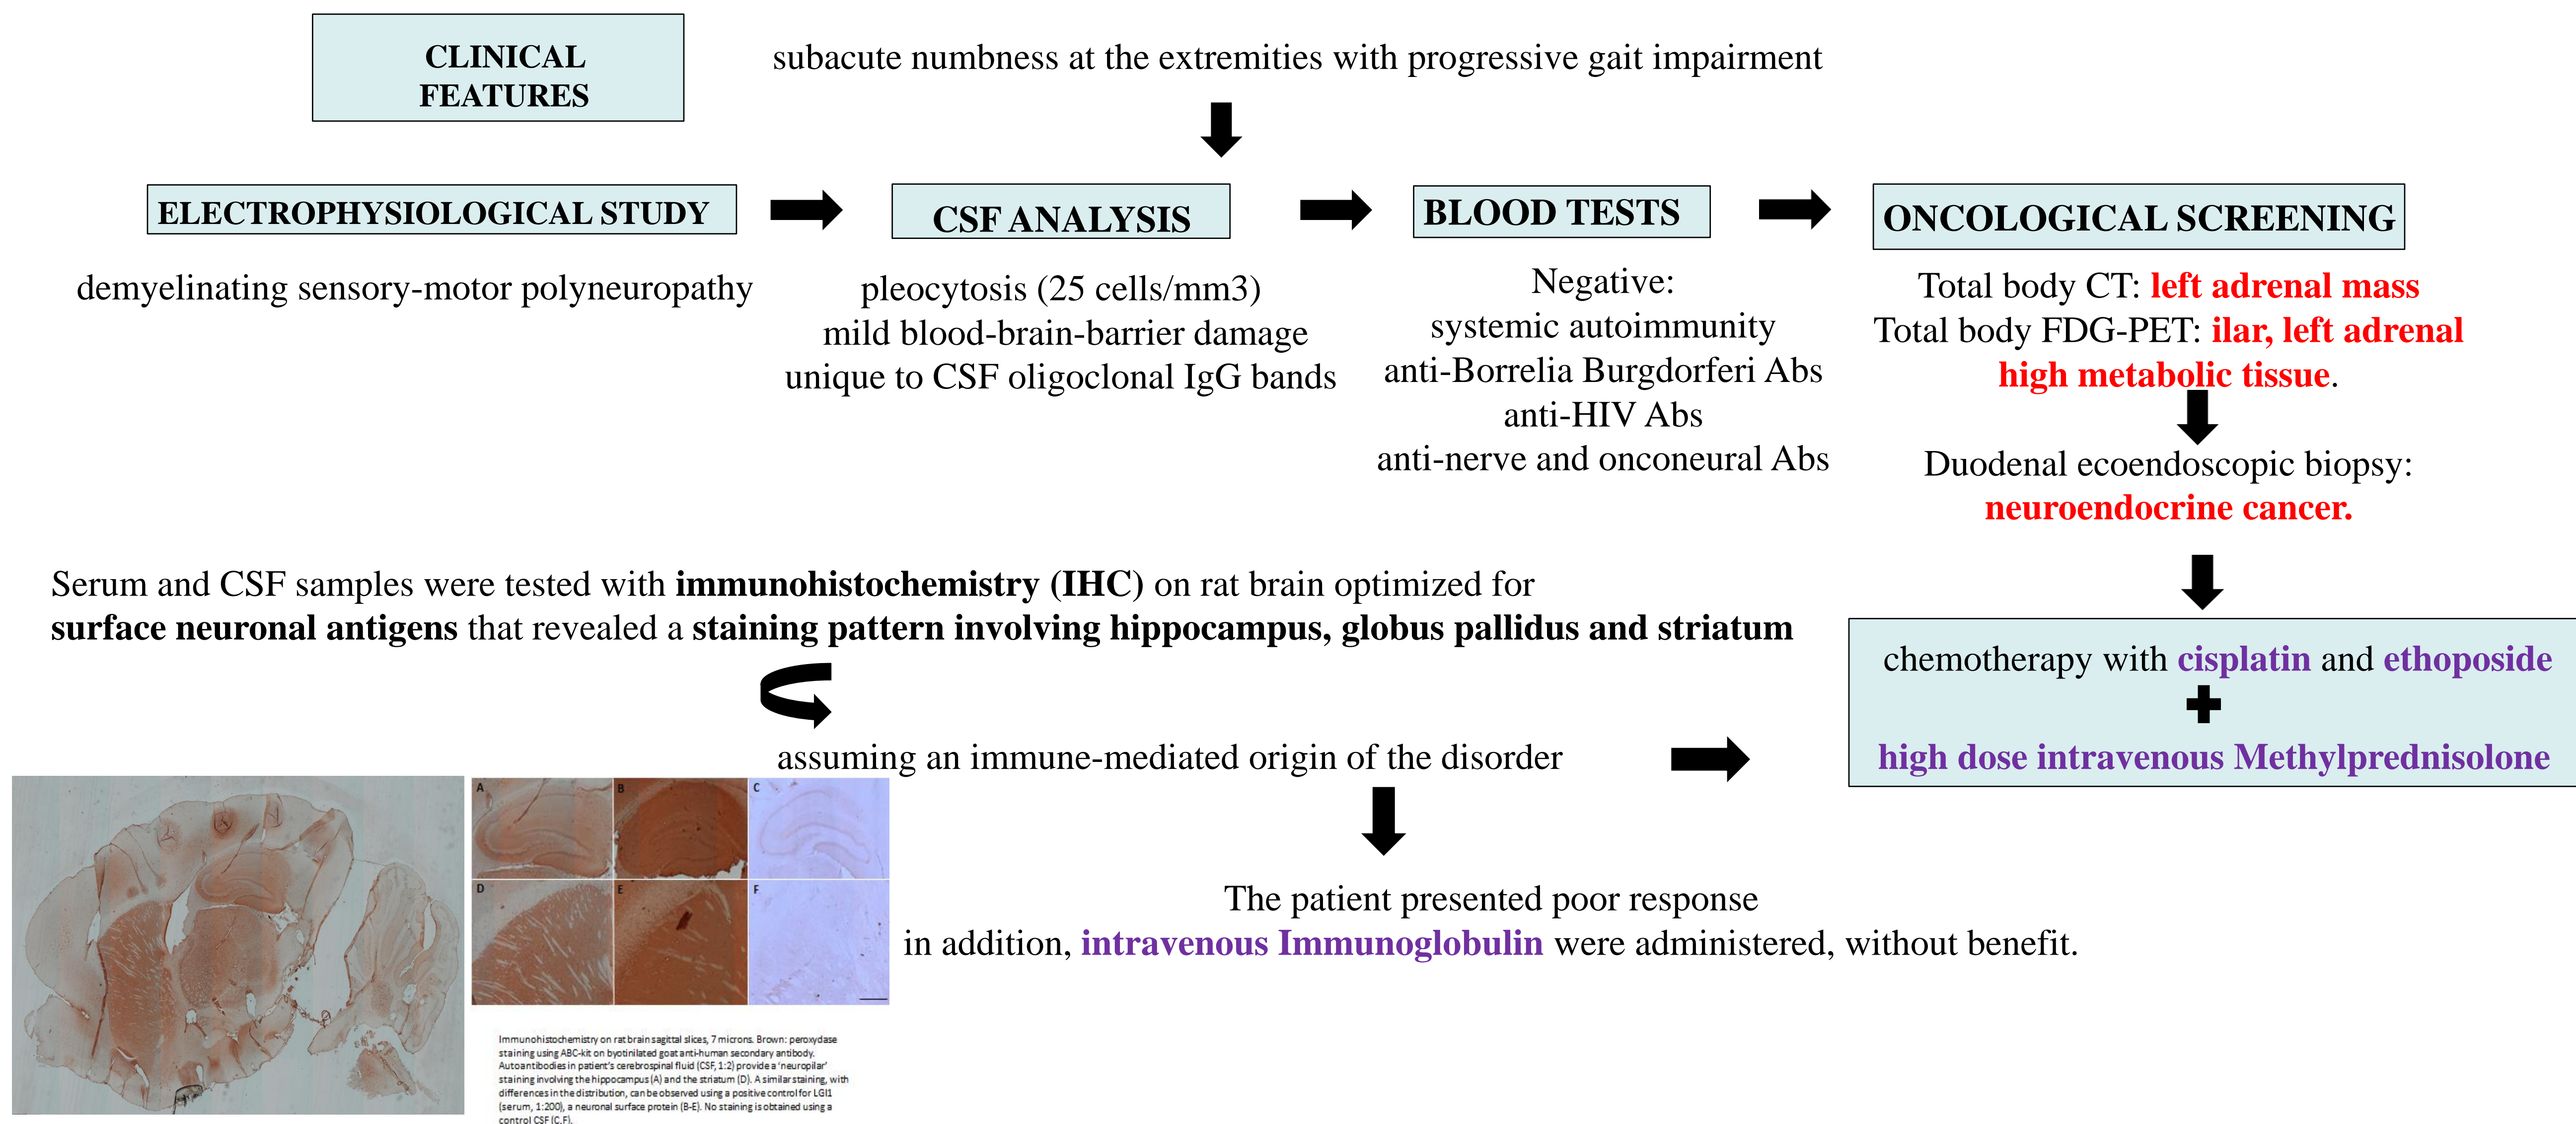 CLINICAL
FEATURES
subacute numbness at the extremities with progressive gait impairment
ELECTROPHYSIOLOGICAL STUDY
demyelinating sensory-motor polyneuropathy
CSF ANALYSIS
pleocytosis (25 cells/mm3)
mild blood-brain-barrier damage
unique to CSF oligoclonal IgG bands
BLOOD TESTS
Negative:
systemic autoimmunity
anti-Borrelia Burgdorferi Abs
anti-HIV Abs
anti-nerve and onconeural Abs
ONCOLOGICAL SCREENING
Total body CT: left adrenal mass
Total body FDG-PET: ilar, left adrenal
high metabolic tissue.
Duodenal ecoendoscopic biopsy:
neuroendocrine cancer.
Serum and CSF samples were tested with immunohistochemistry (IHC) on rat brain optimized for
surface neuronal antigens that revealed a staining pattern involving hippocampus, globus pallidus and striatum
chemotherapy with cisplatin and ethoposide
high dose intravenous Methylprednisolone
assuming an immune-mediated origin of the disorder
The patient presented poor response
in addition, intravenous Immunoglobulin were administered, without benefit.
A
B
C
D
E
F
Immunohistochemistry on rat brain sagittal slices, 7 microns. Brown: peroxydase
staining using ABC-kit on byotinilated goat anti-human secondary antibody.
Autoantibodies in patient's cerebrospinal fluid (CSF, 1:2) provide a 'neuropilar'
staining involving the hippocampus (A) and the striatum (D). A similar staining, with
differences in the distribution, can be observed using a positive control for LGI1
(serum, 1:200), a neuronal surface protein (B-E). No staining is obtained using a
control CSF (C,F).